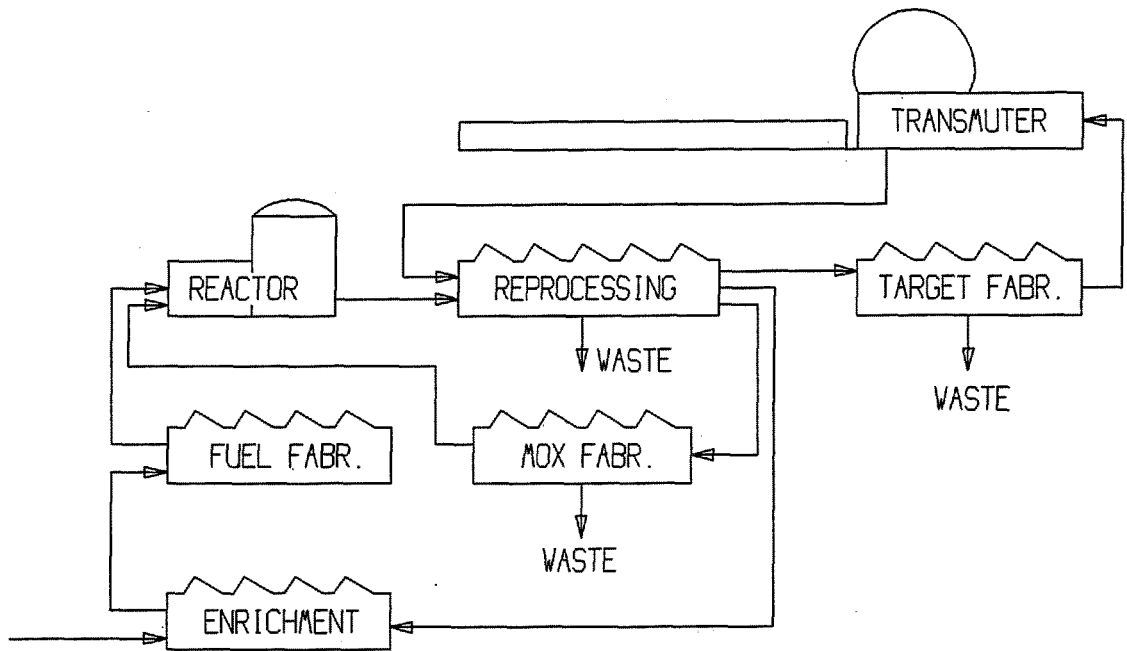 TRANSMUTER
REACTOR
REPROCESSING
TARGET FABR.
WASTE
WASTE
FUEL FABR.
MOX FABR.
WASTE
ENRICHMENT